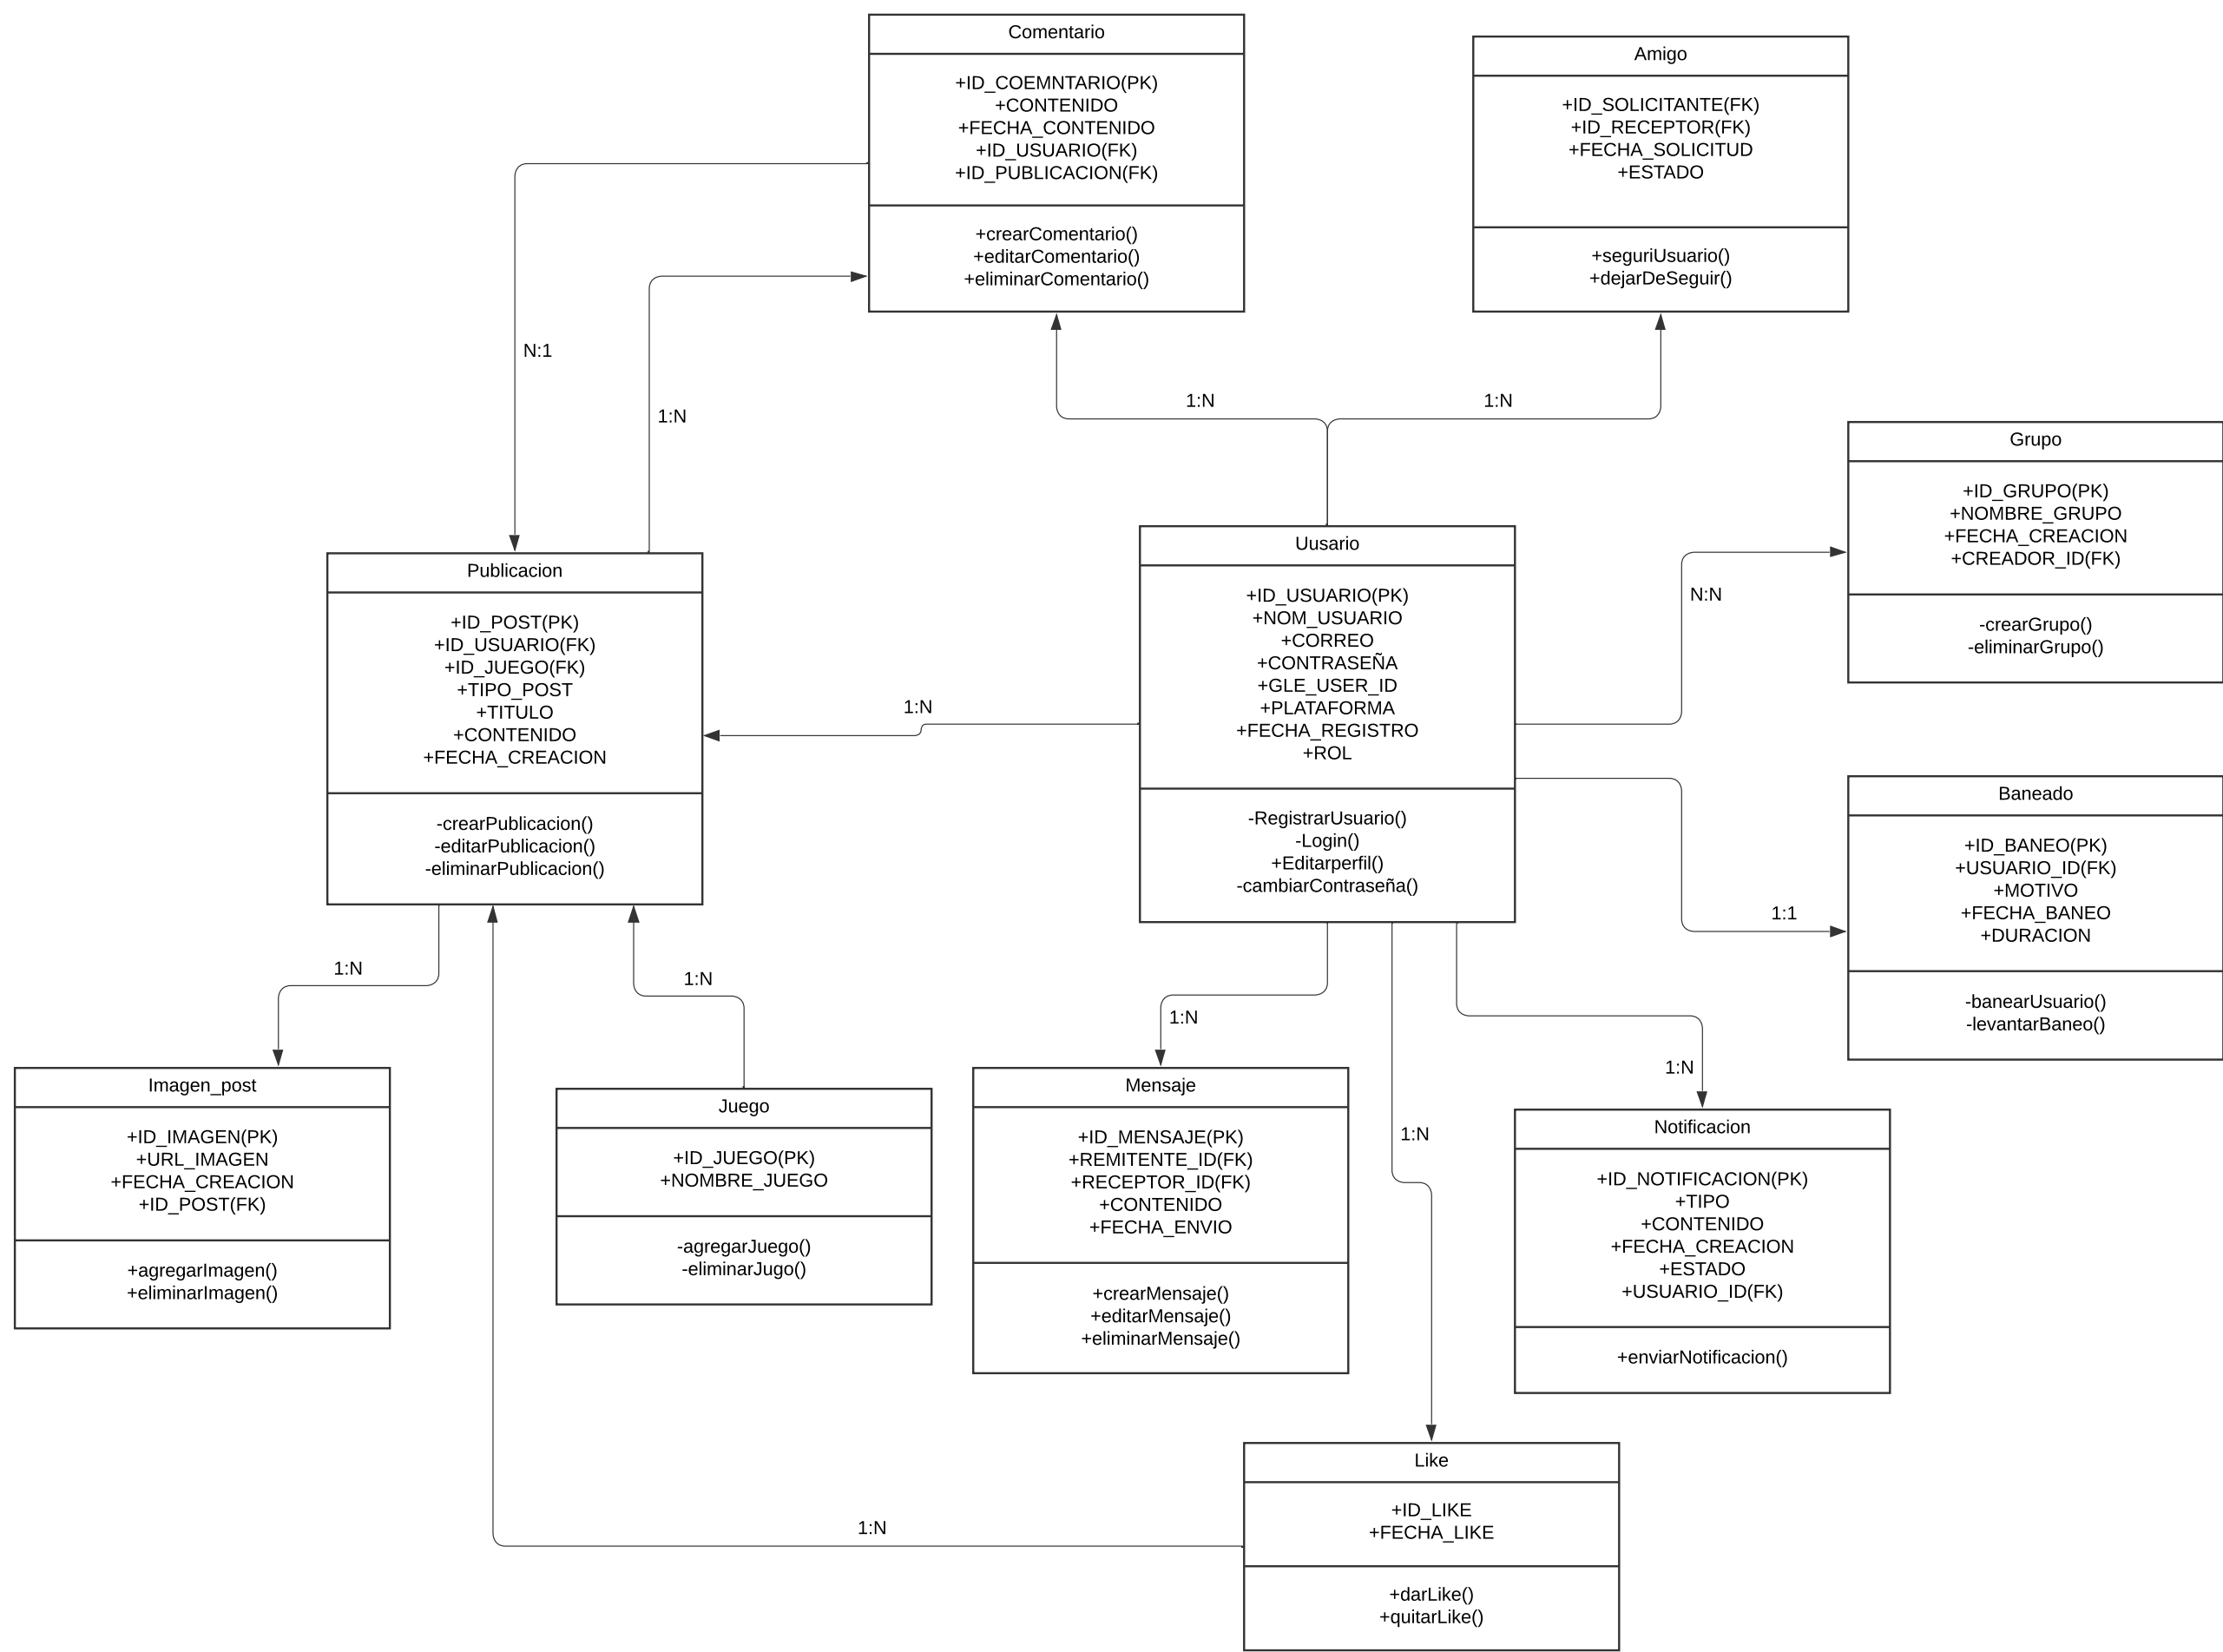 Comentario
+ID_COEMNTARIO(PK)
+CONTENIDO
+FECHA_CONTENIDO
+ID_USUARIO(FK)
+ID_PUBLICACION(FK)
+crearComentario()
+editarComentario()
+eliminarComentario()
Amigo
+ID_SOLICITANTE(FK)
+ID_RECEPTOR(FK)
+FECHA_SOLICITUD
+ESTADO
+seguriUsuario()
+dejarDeSeguir()
N:1
1:N
1:N
1:N
Grupo
+ID_GRUPO(PK)
+NOMBRE_GRUPO
+FECHA_CREACION
+CREADOR_ID(FK)
-crearGrupo()
-eliminarGrupo()
Publicacion
+ID_POST(PK)
+ID_USUARIO(FK)
+ID_JUEGO(FK)
+TIPO_POST
+TITULO
+CONTENIDO
+FECHA_CREACION
-crearPublicacion()
-editarPublicacion()
-eliminarPublicacion()
1:N
Uusario
+ID_USUARIO(PK)
+NOM_USUARIO
+CORREO
+CONTRASEÑA
+GLE_USER_ID
+PLATAFORMA
+FECHA_REGISTRO
+ROL
-RegistrarUsuario()
-Login()
+Editarperfil()
-cambiarContraseña()
N:N
1:1
Baneado
+ID_BANEO(PK)
+USUARIO_ID(FK)
+MOTIVO
+FECHA_BANEO
+DURACION
-banearUsuario()
-levantarBaneo()
1:N
1:N
1:N
1:N
1:N
Imagen_post
+ID_IMAGEN(PK)
+URL_IMAGEN
+FECHA_CREACION
+ID_POST(FK)
+agregarImagen()
+eliminarImagen()
Juego
+ID_JUEGO(PK)
+NOMBRE_JUEGO
-agregarJuego()
-eliminarJugo()
Mensaje
+ID_MENSAJE(PK)
+REMITENTE_ID(FK)
+RECEPTOR_ID(FK)
+CONTENIDO
+FECHA_ENVIO
+crearMensaje()
+editarMensaje()
+eliminarMensaje()
Notificacion
+ID_NOTIFICACION(PK)
+TIPO
+CONTENIDO
+FECHA_CREACION
+ESTADO
+USUARIO_ID(FK)
+enviarNotificacion()
1:N
Like
+ID_LIKE
+FECHA_LIKE
+darLike()
+quitarLike()